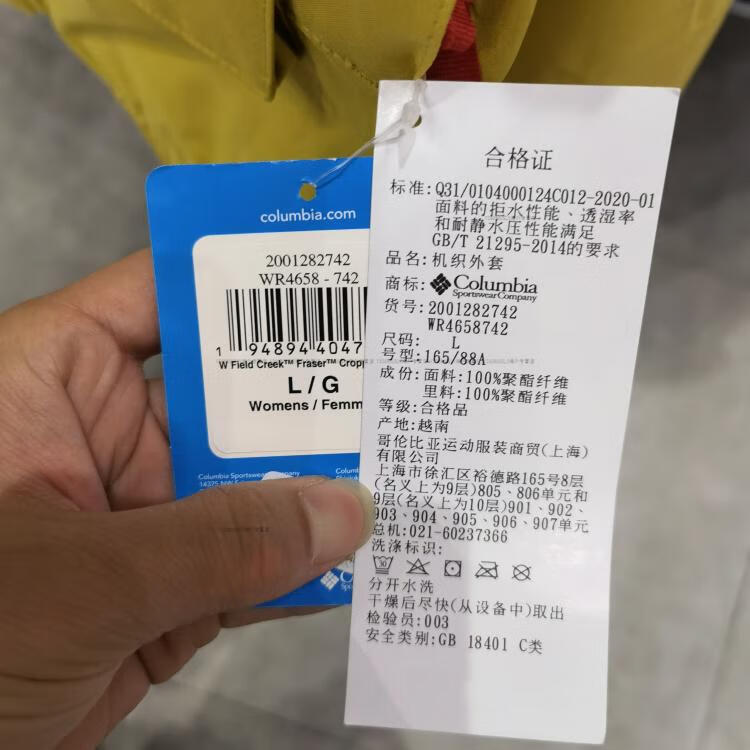 columbia.com
2001282742
WR4658 - 742
1 94894 4047
W Field Creek™ Fraser™ Cropp
L / G
Womens / Femm
Columbia Sportswear Company
Columbia
合格证
标准:Q31/0104000124C012-2020-01
面料的拒水性能、透湿率
和耐静水压性能满足
GB/T 21295-2014的要求
品名:机织外套
商标:Columbia
Sportswear Company
货号:2001282742
WR4658742
尺码: L
号型:165/88A
成份:面料:100%聚酯纤维
里料:100%聚酯纤维
等级:合格品
产地:越南
哥伦比亚运动服装商贸(上海)
有限公司
上海市徐汇区裕德路165号8层
(名义上为9层)805、806单元和
9层(名义上为10层)901、902、
903、904、905、906、907单元
总机:021-60237366
洗涤标识:
30
分开水洗
干燥后尽快(从设备中)取出
检验员:003
安全类别:GB 18401 C类